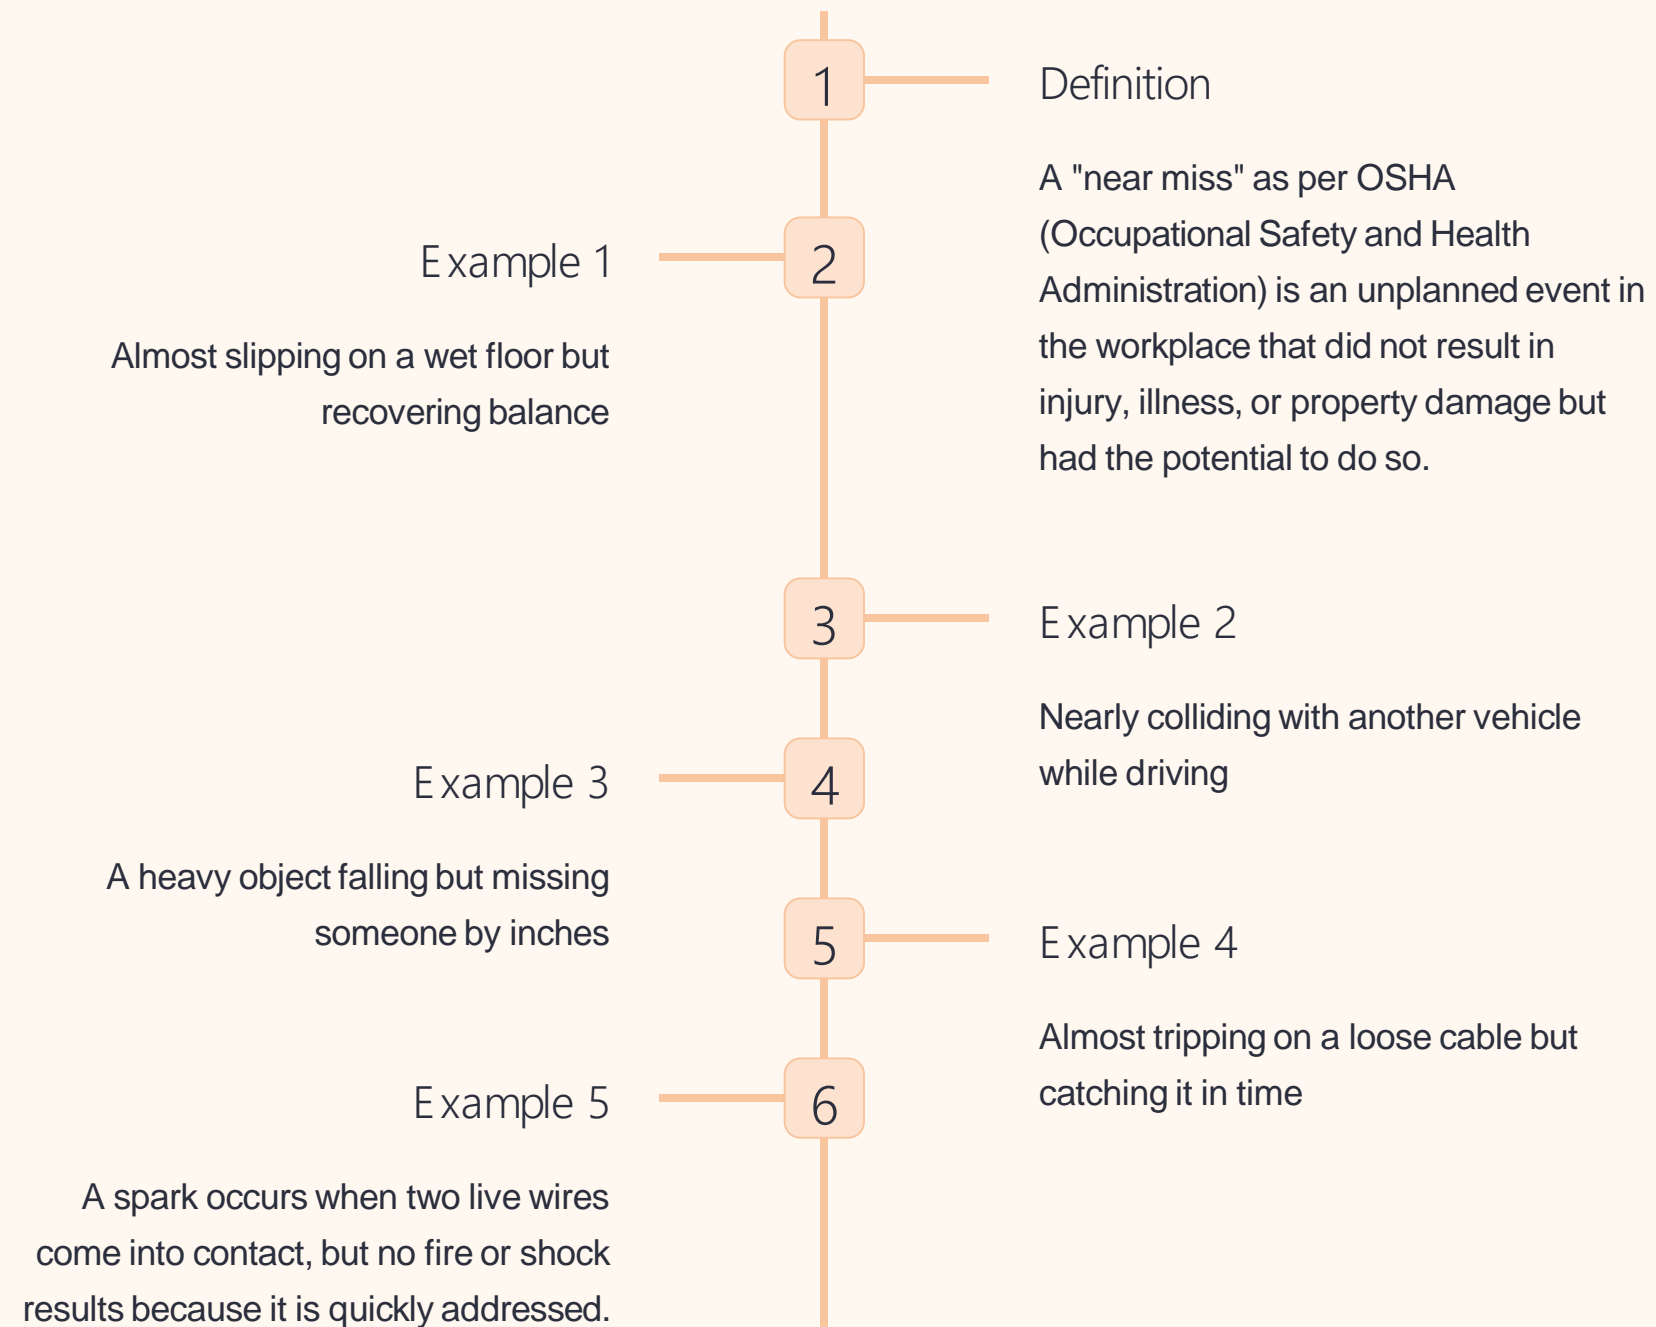 1
Definition
A "near miss" as per OSHA
(Occupational Safety and Health
Administration) is an unplanned event in
the workplace that did not result in
injury, illness, or property damage but
had the potential to do so.
2
Example 1
Almost slipping on a wet floor but
recovering balance
3
Example 2
Nearly colliding with another vehicle
while driving
4
Example 3
A heavy object falling but missing
someone by inches
5
Example 4
Almost tripping on a loose cable but
catching it in time
6
Example 5
A spark occurs when two live wires
come into contact, but no fire or shock
results because it is quickly addressed.